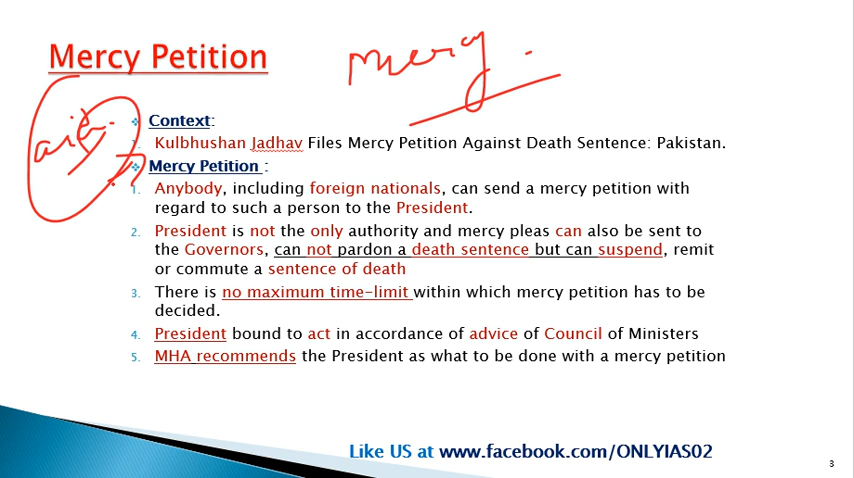 Mercy Petition
mercy
Context:
1. Kulbhushan Jadhav Files Mercy Petition Against Death Sentence: Pakistan.
Mercy Petition :
1. Anybody, including foreign nationals, can send a mercy petition with
regard to such a person to the President.
2. President is not the only authority and mercy pleas can also be sent to
the Governors, can not pardon a death sentence but can suspend, remit
or commute a sentence of death
3. There is no maximum time-limit within which mercy petition has to be
decided.
4. President bound to act in accordance of advice of Council of Ministers
5. MHA recommends the President as what to be done with a mercy petition
Like US at www.facebook.com/ONLYIAS02
3